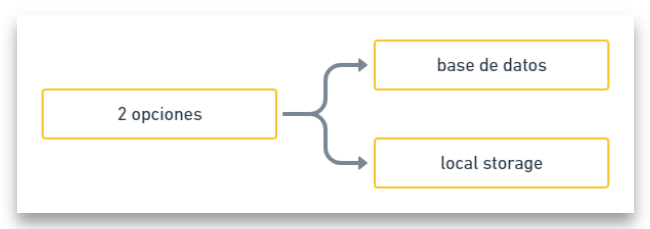 2 opciones
base de datos
local storage